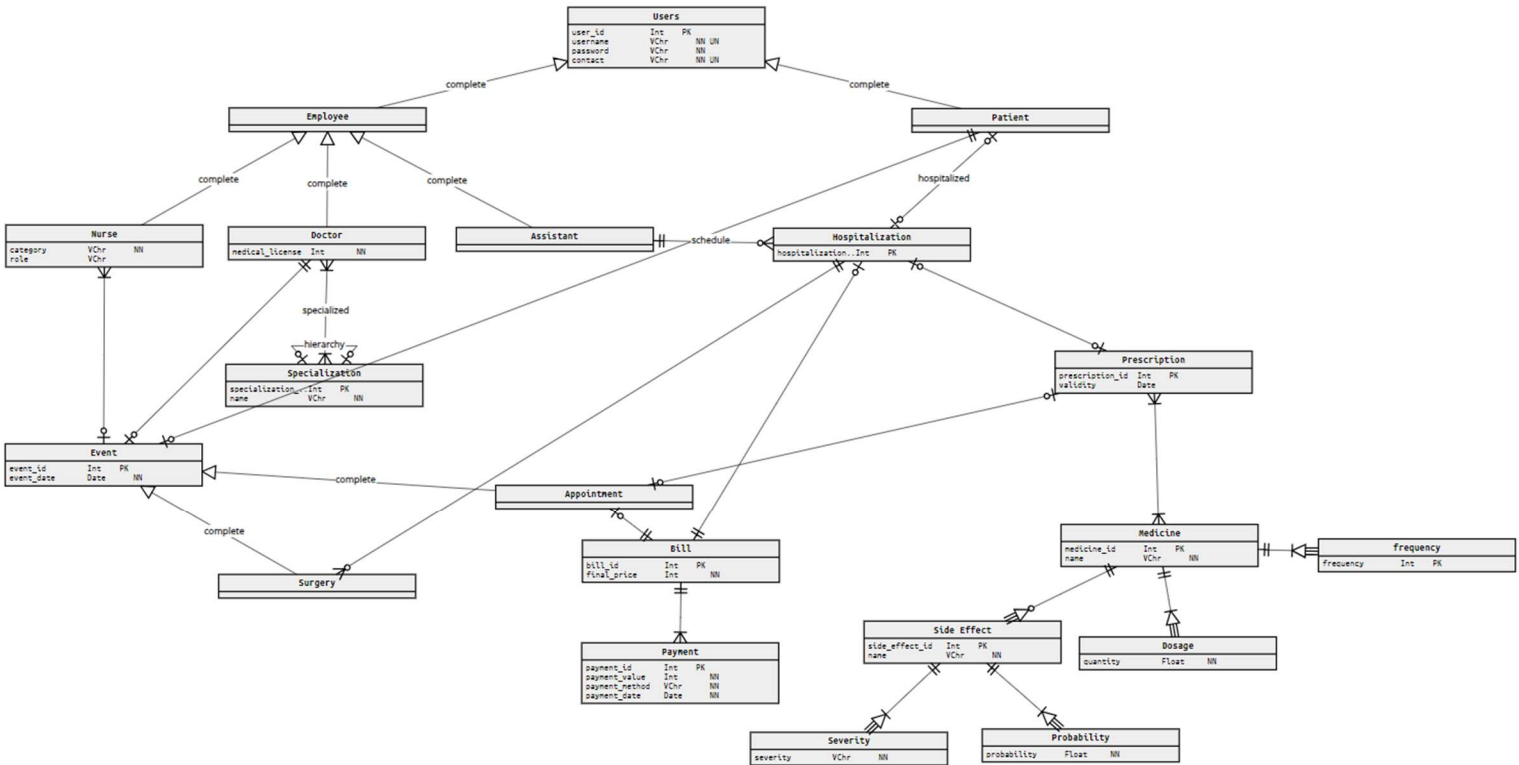 Users
user_id Int PK
username VChr NN UN
password VChr NN
contact VChr NN UN
complete
complete
Employee
Patient
complete
complete
complete
hospitalized
Nurse
category VChr NN
role VChr
Doctor
medical_license Int NN
Assistant
schedule
Hospitalization
hospitalization..Int PK
specialized
hierarchy
Specialization
specialization_..Int PK
name VChr NN
Prescription
prescription_id Int PK
validity Date
Event
event_id Int PK
event_date Date NN
complete
Appointment
complete
Surgery
Bill
bill_id Int PK
final_price Int NN
Medicine
medicine_id Int PK
name VChr NN
frequency
frequency Int PK
Payment
payment_id Int PK
payment_value Int NN
payment_method VChr NN
payment_date Date NN
Side Effect
side_effect_id Int PK
name VChr NN
Dosage
quantity Float NN
Severity
severity VChr NN
Probability
probability Float NN